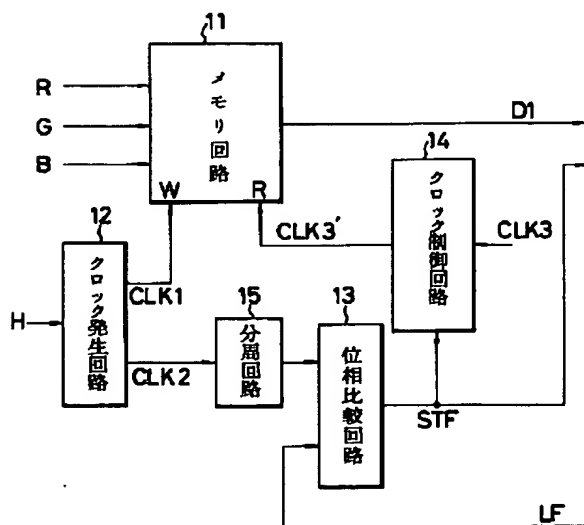 11
メモリ回路
R
G
B
W
R
D1
14
クロック制御回路
CLK3'
CLK3
12
クロック発生回路
H
CLK1
CLK2
15
分周回路
13
位相比較回路
STF
LF